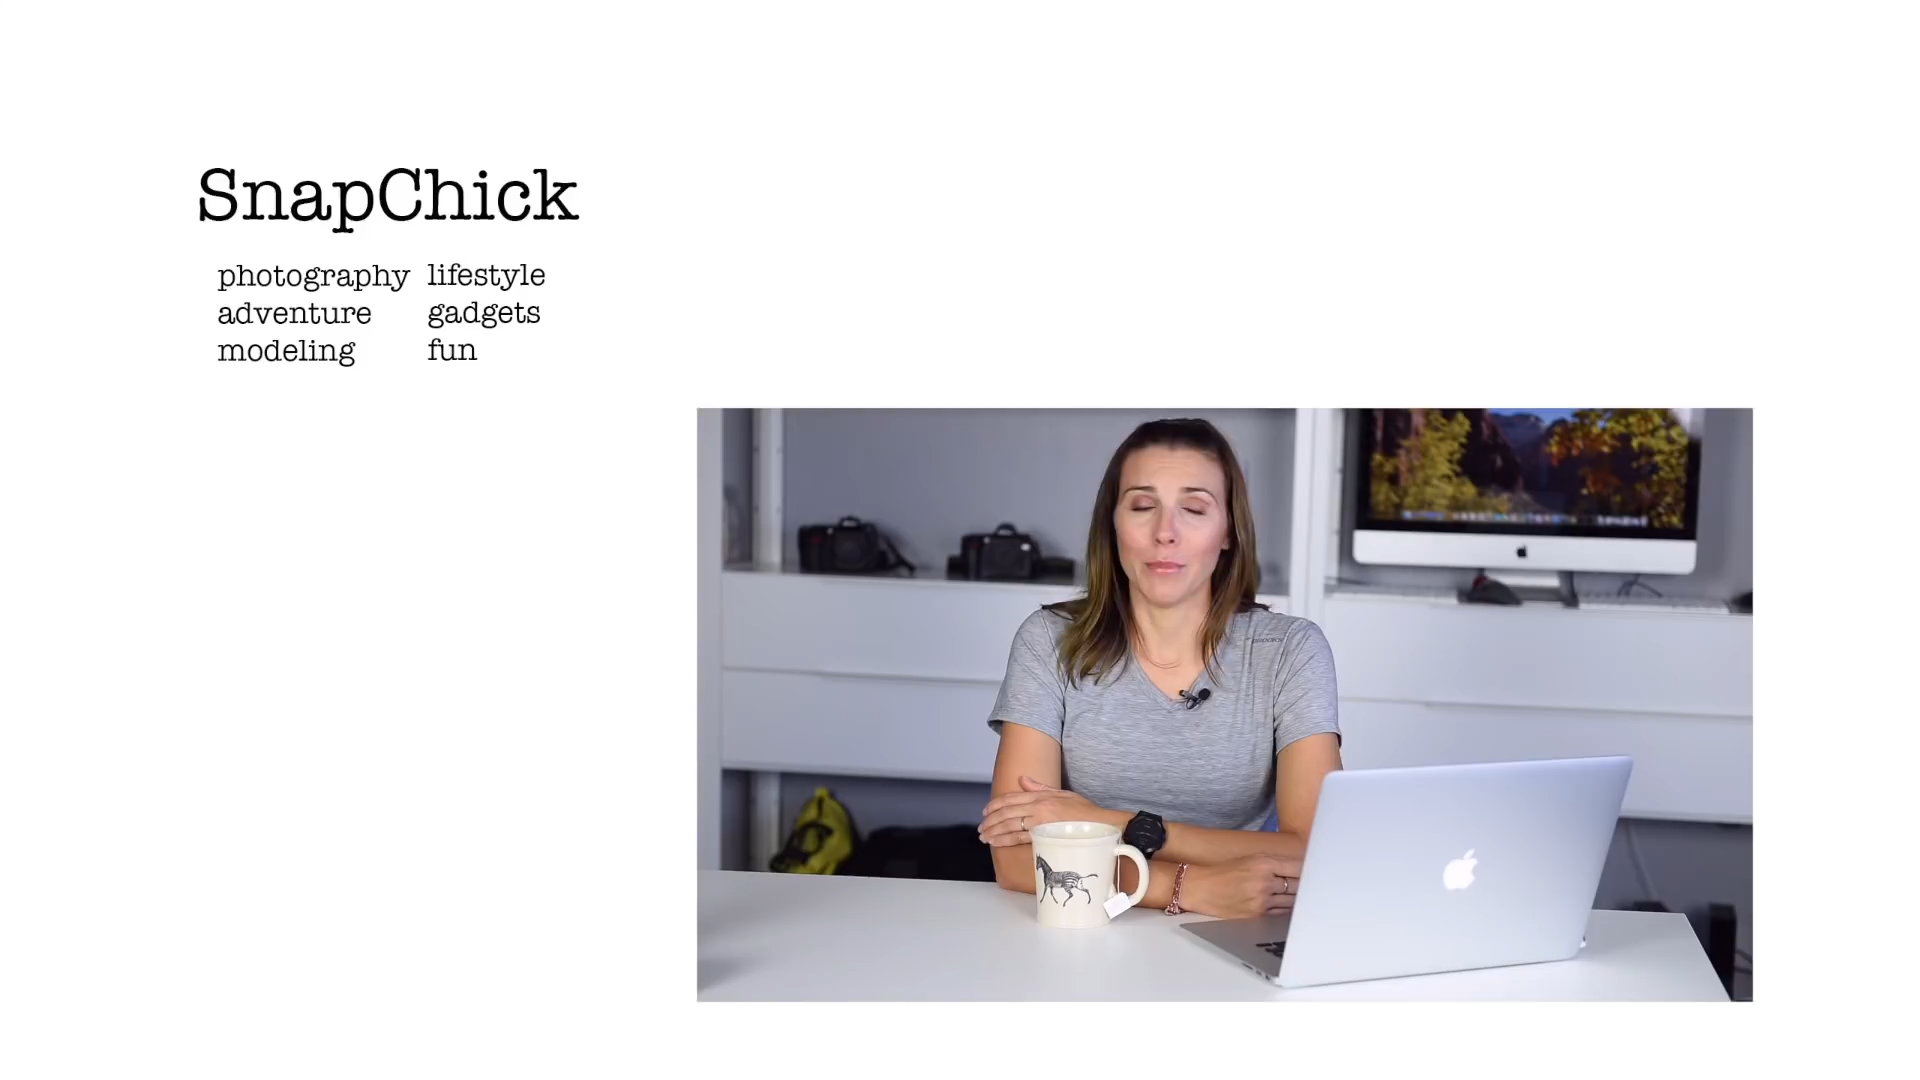 SnapChick
photography lifestyle
adventure gadgets
modeling fun